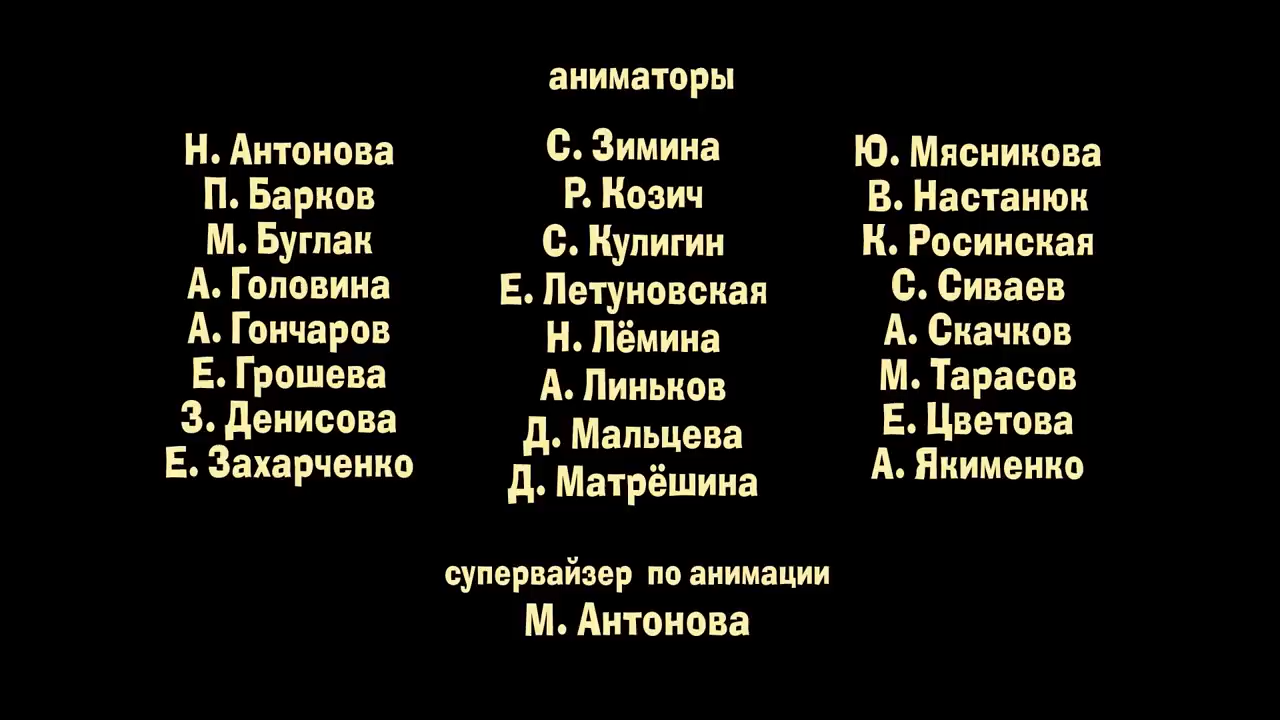 аниматоры
Н. Антонова
П. Барков
М. Буглак
А. Головина
А. Гончаров
Е. Грошева
З. Денисова
Е. Захарченко
С. Зимина
Р. Козич
С. Кулигин
Е. Летуновская
Н. Лёмина
А. Линьков
Д. Мальцева
Д. Матрёшина
Ю. Мясникова
В. Настанюк
К. Росинская
С. Сиваев
А. Скачков
М. Тарасов
Е. Цветова
А. Якименко
супервайзер по анимации
М. Антонова